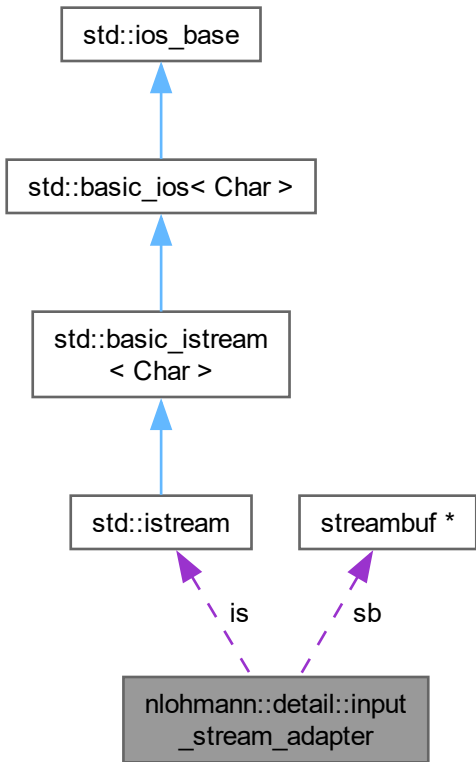 std::ios_base
std::basic_ios< Char >
std::basic_istream
< Char >
std::istream
streambuf *
is
sb
nlohmann::detail::input
_stream_adapter